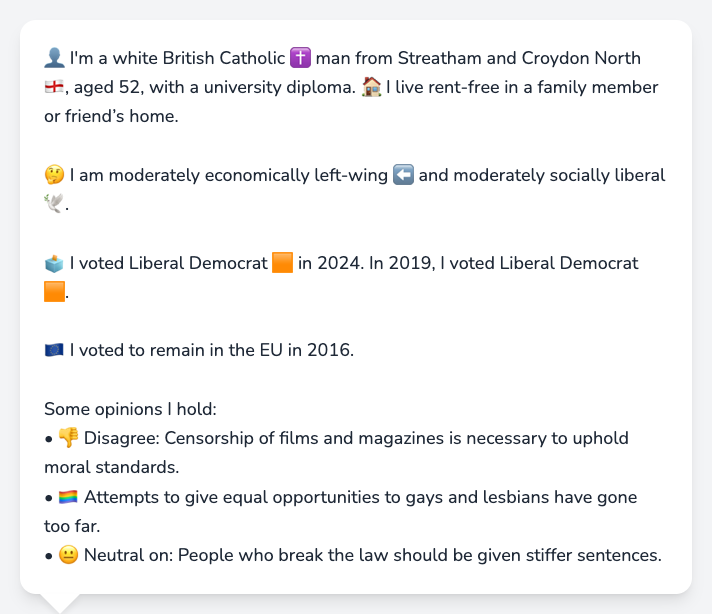 👤 I'm a white British Catholic ✝️ man from Streatham and Croydon North
🏴󠁧󠁢󠁥󠁮󠁧󠁿, aged 52, with a university diploma. 🏠 I live rent-free in a family member
or friend’s home.
🤔 I am moderately economically left-wing ⬅️ and moderately socially liberal
🕊️.
🗳️ I voted Liberal Democrat 🟧 in 2024. In 2019, I voted Liberal Democrat
🟧.
🇪🇺 I voted to remain in the EU in 2016.
Some opinions I hold:
• 👎 Disagree: Censorship of films and magazines is necessary to uphold
moral standards.
• 🏳️‍🌈 Attempts to give equal opportunities to gays and lesbians have gone
too far.
• 😐 Neutral on: People who break the law should be given stiffer sentences.